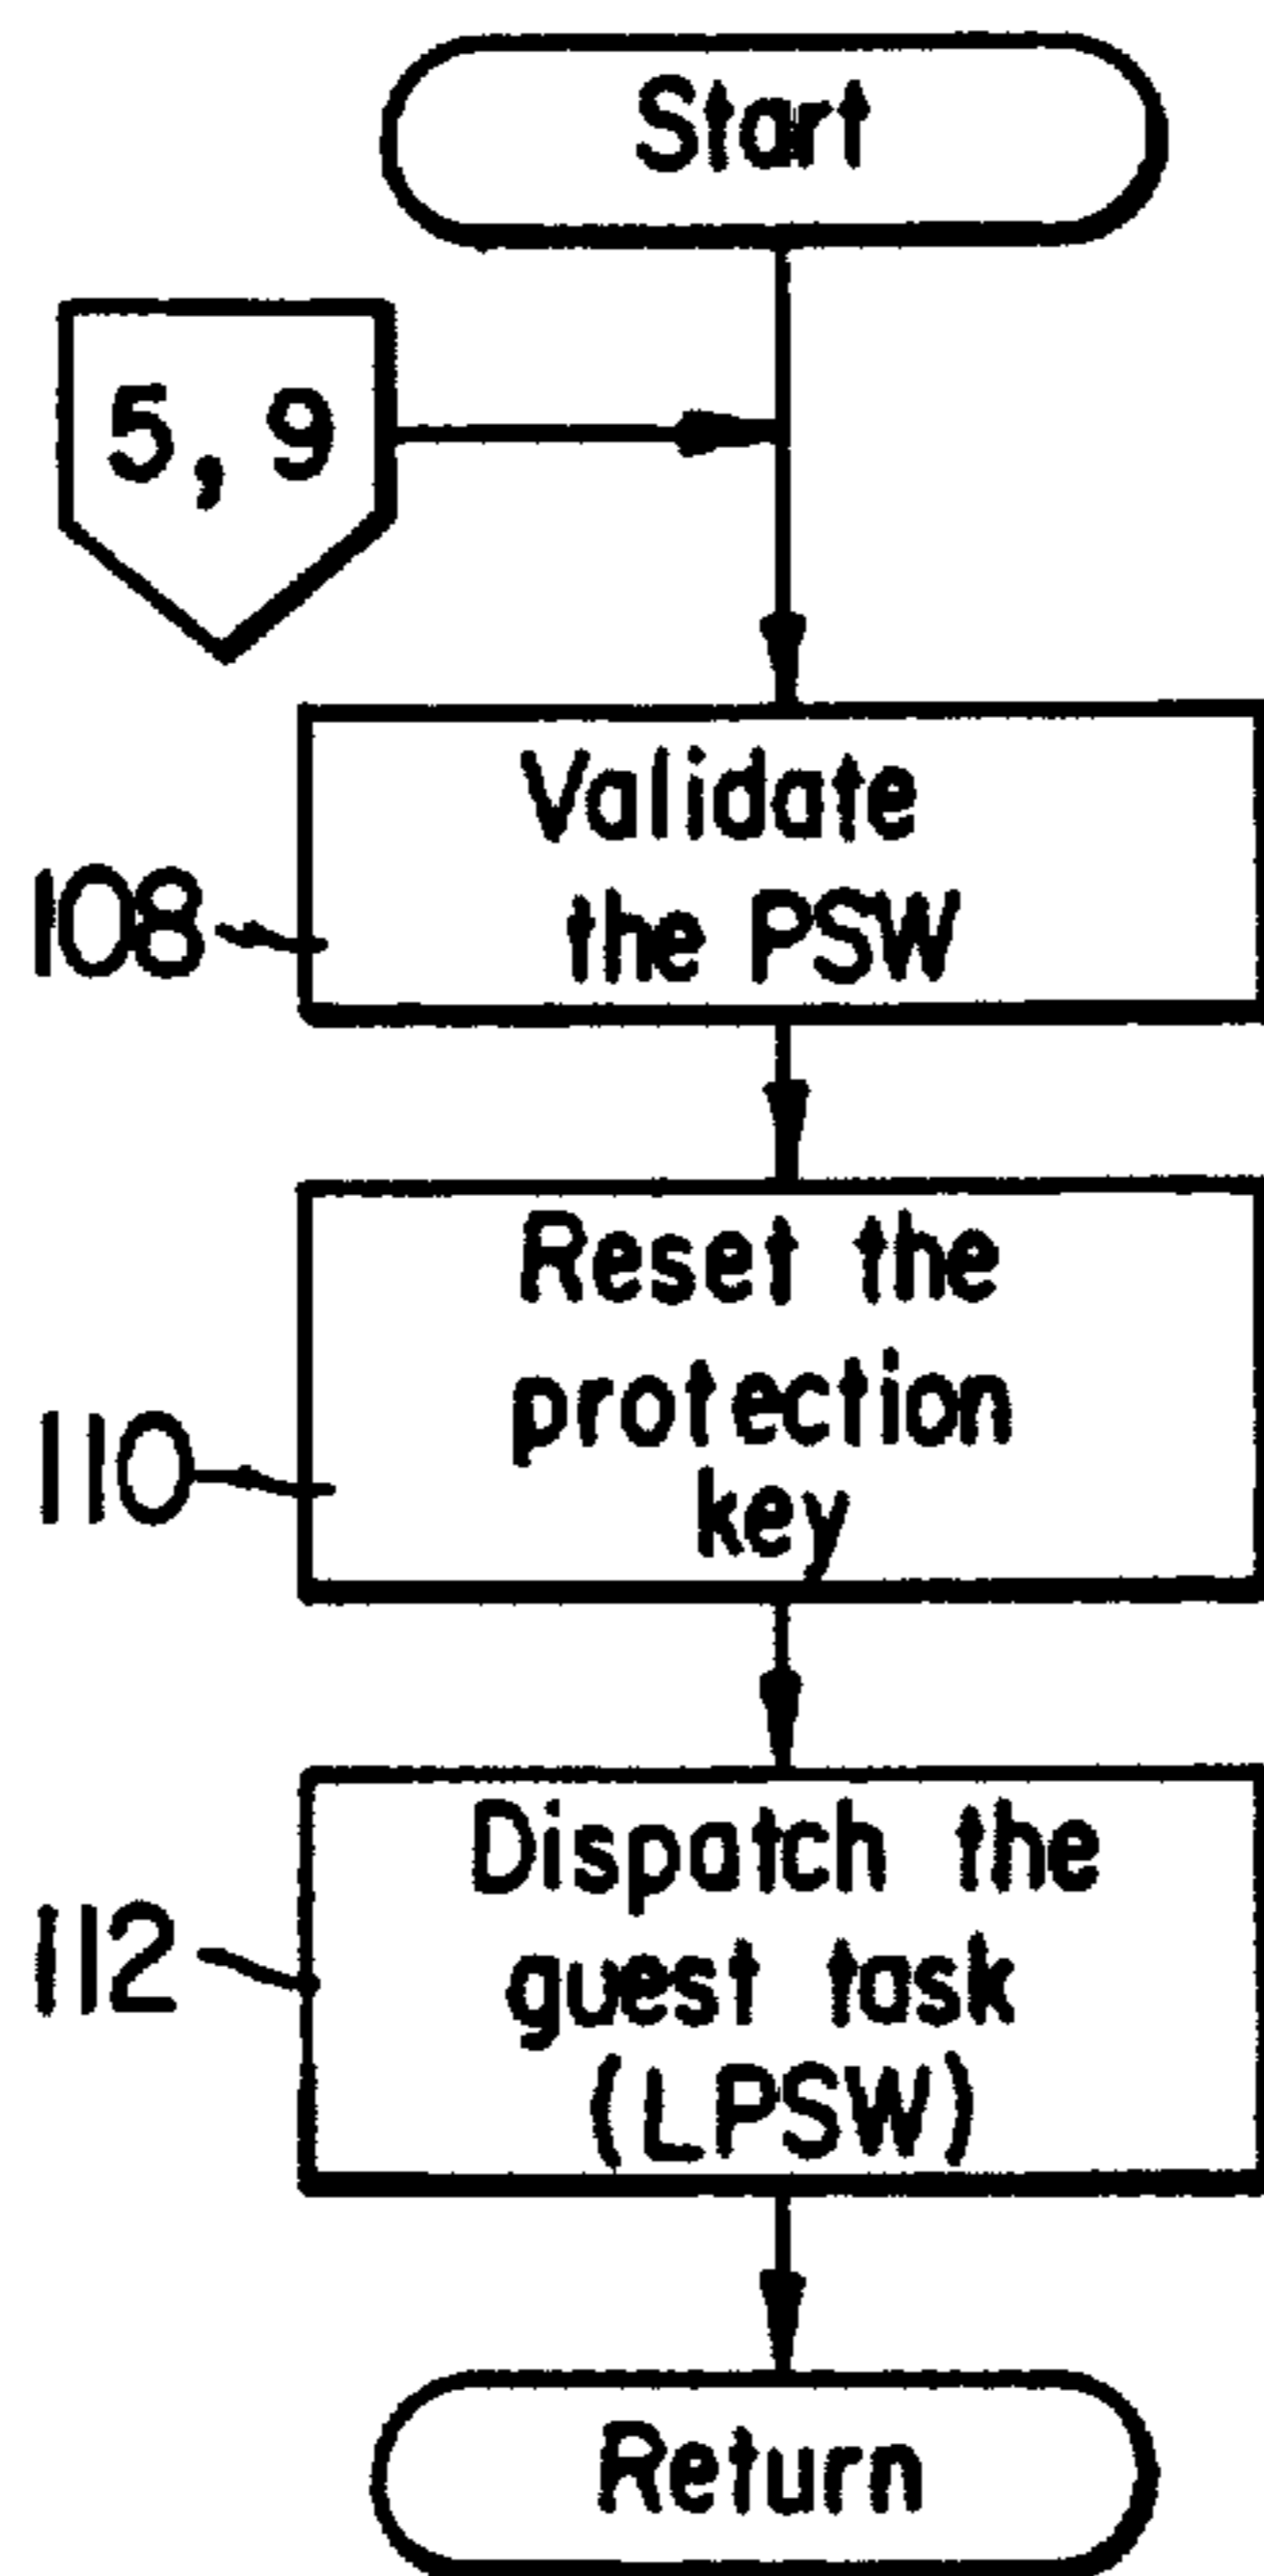 Start
5, 9
Validate
the PSW
108
Reset the
protection
key
110
Dispatch the
guest task
(LPSW)
112
Return